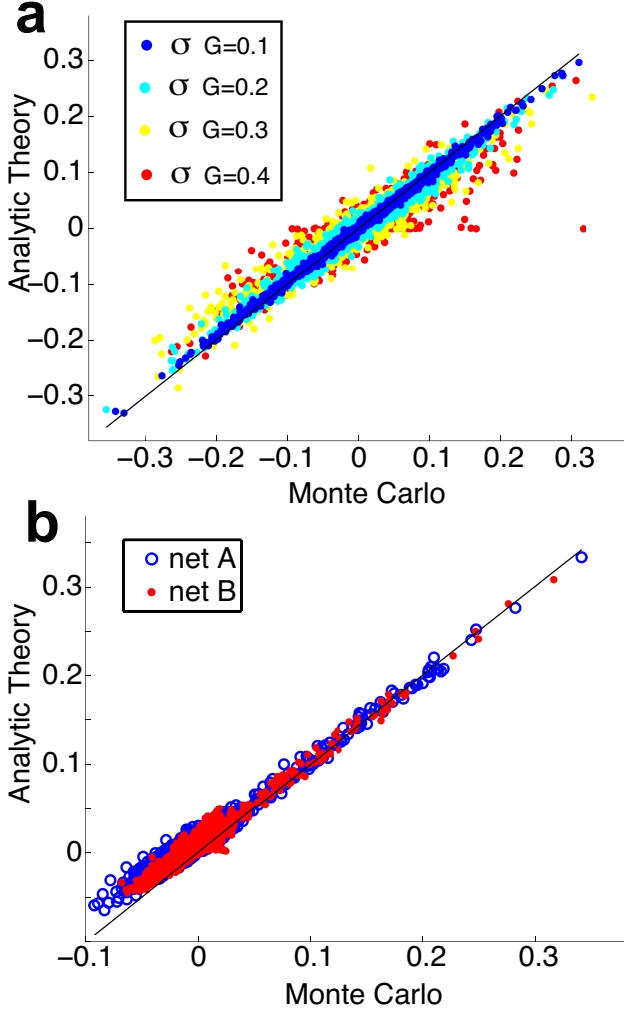 a
σ G=0.1
σ G=0.2
σ G=0.3
σ G=0.4
Analytic Theory
0.3
0.2
0.1
0
−0.1
−0.2
−0.3
−0.3 −0.2 −0.1 0 0.1 0.2 0.3
Monte Carlo
b
net A
net B
Analytic Theory
0.3
0.2
0.1
0
−0.1 0 0.1 0.2 0.3
Monte Carlo